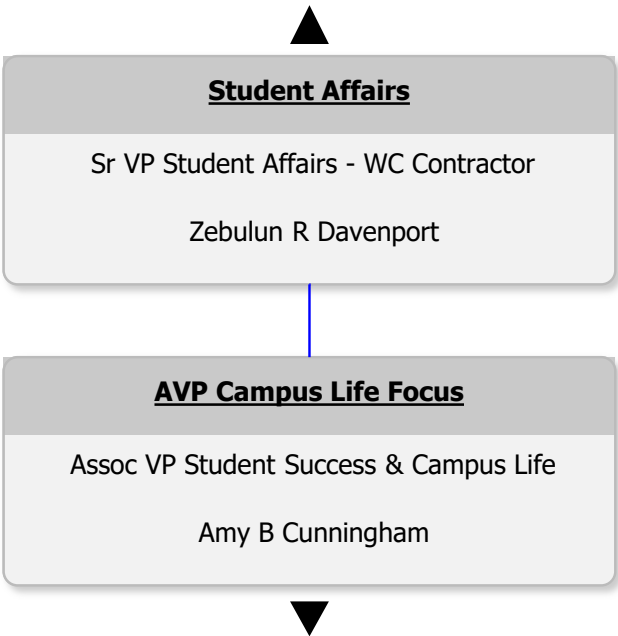 Student Affairs
Sr VP Student Affairs - WC Contractor
Zebulun R Davenport
AVP Campus Life Focus
Assoc VP Student Success & Campus Life
Amy B Cunningham